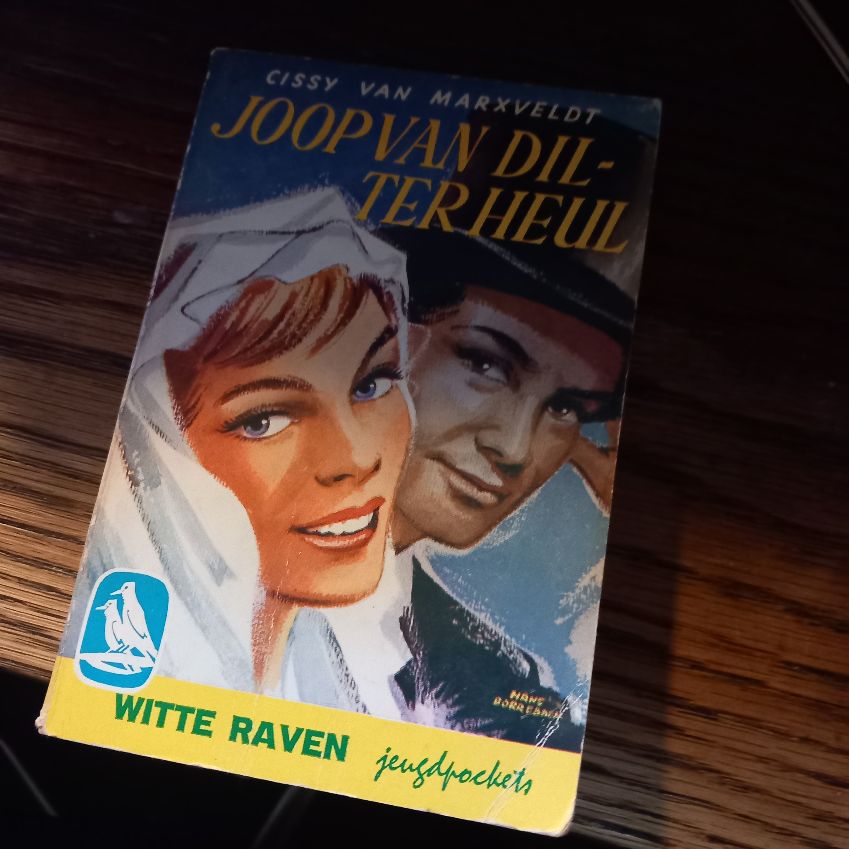 CISSY VAN MARXVELDT
JOOP VAN DIL-
TER HEUL
HANS
BORREBACH
WITTE RAVEN jeugdpockets